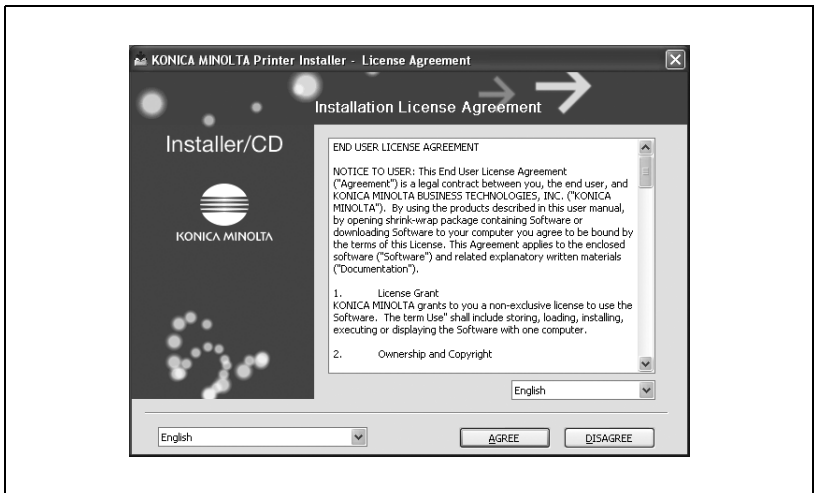 KONICA MINOLTA Printer Installer - License Agreement
Installation License Agreement
Installer/CD
KONICA MINOLTA
END USER LICENSE AGREEMENT
NOTICE TO USER: This End User License Agreement
("Agreement") is a legal contract between you, the end user, and
KONICA MINOLTA BUSINESS TECHNOLOGIES, INC. ("KONICA
MINOLTA"). By using the products described in this user manual,
by opening shrink-wrap package containing Software or
downloading Software to your computer you agree to be bound by
the terms of this License. This Agreement applies to the enclosed
software ("Software") and related explanatory written materials
("Documentation").
1. License Grant
KONICA MINOLTA grants to you a non-exclusive license to use the
Software. The term Use" shall include storing, loading, installing,
executing or displaying the Software with one computer.
2. Ownership and Copyright
English
English
AGREE
DISAGREE